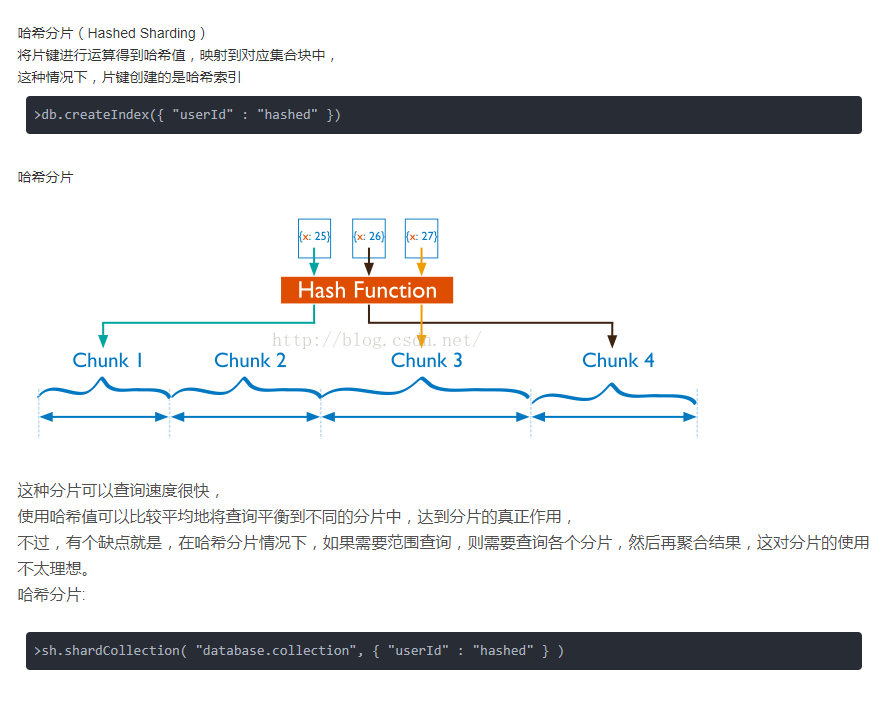 哈希分片（Hashed Sharding）
将片键进行运算得到哈希值，映射到对应集合块中，
这种情况下，片键创建的是哈希索引
>db.createIndex({ "userId" : "hashed" })
哈希分片
{x: 25} {x: 26} {x: 27}
Hash Function
http://blog.csdn.net/
Chunk 1 Chunk 2 Chunk 3 Chunk 4
这种分片可以查询速度很快，
使用哈希值可以比较平均地将查询平衡到不同的分片中，达到分片的真正作用，
不过，有个缺点就是，在哈希分片情况下，如果需要范围查询，则需要查询各个分片，然后再聚合结果，这对分片的使用
不太理想。
哈希分片:
>sh.shardCollection( "database.collection", { "userId" : "hashed" } )